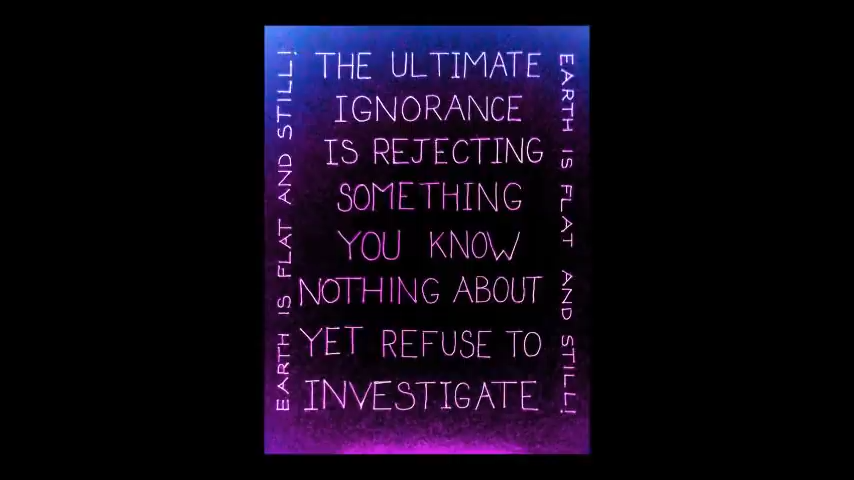 EARTH IS FLAT AND STILL!
THE ULTIMATE
IGNORANCE
IS REJECTING
SOMETHING
YOU KNOW
NOTHING ABOUT
YET REFUSE TO
INVESTIGATE
EARTH IS FLAT AND STILL!